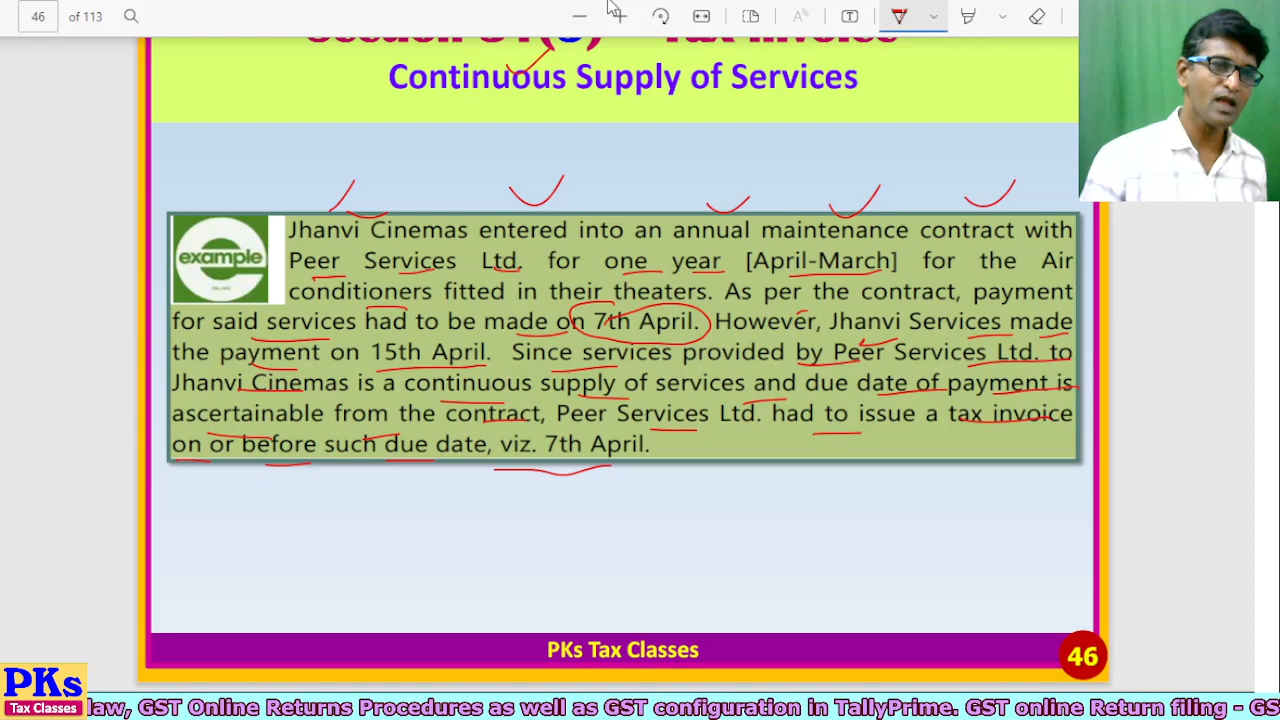 46 of 113
Continuous Supply of Services
example
Jhanvi Cinemas entered into an annual maintenance contract with
Peer Services Ltd. for one year [April-March] for the Air
conditioners fitted in their theaters. As per the contract, payment
for said services had to be made on 7th April. However, Jhanvi Services made
the payment on 15th April. Since services provided by Peer Services Ltd. to
Jhanvi Cinemas is a continuous supply of services and due date of payment is
ascertainable from the contract, Peer Services Ltd. had to issue a tax invoice
on or before such due date, viz. 7th April.
PKs Tax Classes
46
PKs
Tax Classes
law, GST Online Returns Procedures as well as GST configuration in TallyPrime. GST online Return filing - GS